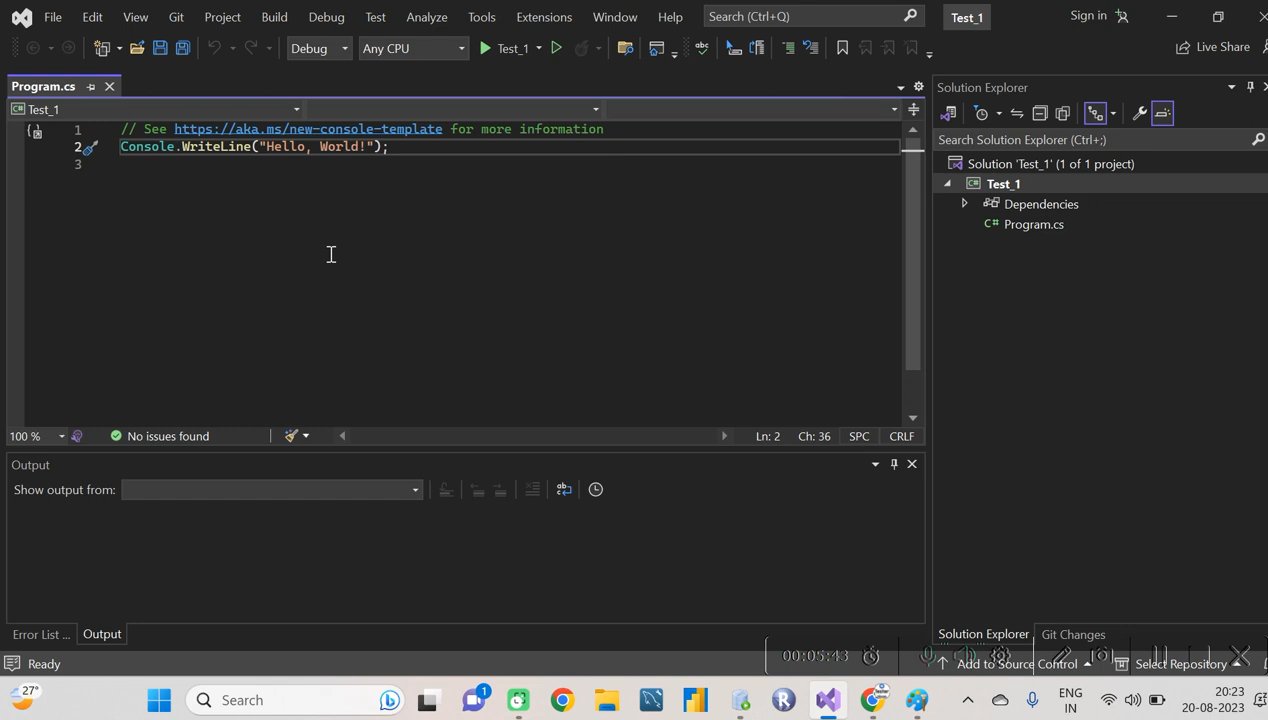 File Edit View Git Project Build Debug Test Analyze Tools Extensions Window Help Search (Ctrl+Q) Test_1 Sign in
Debug Any CPU Test_1 Live Share
Program.cs
Test_1
1 // See https://aka.ms/new-console-template for more information
2 Console.WriteLine("Hello, World!");
3
100 % No issues found Ln: 2 Ch: 36 SPC CRLF
Output
Show output from:
Error List ... Output
Solution Explorer
Search Solution Explorer (Ctrl+;)
Solution 'Test_1' (1 of 1 project)
Test_1
Dependencies
Program.cs
Solution Explorer Git Changes
00:05:43
Ready Add to Source Control Select Repository
27° Search 1 ENG 20:23
IN 20-08-2023